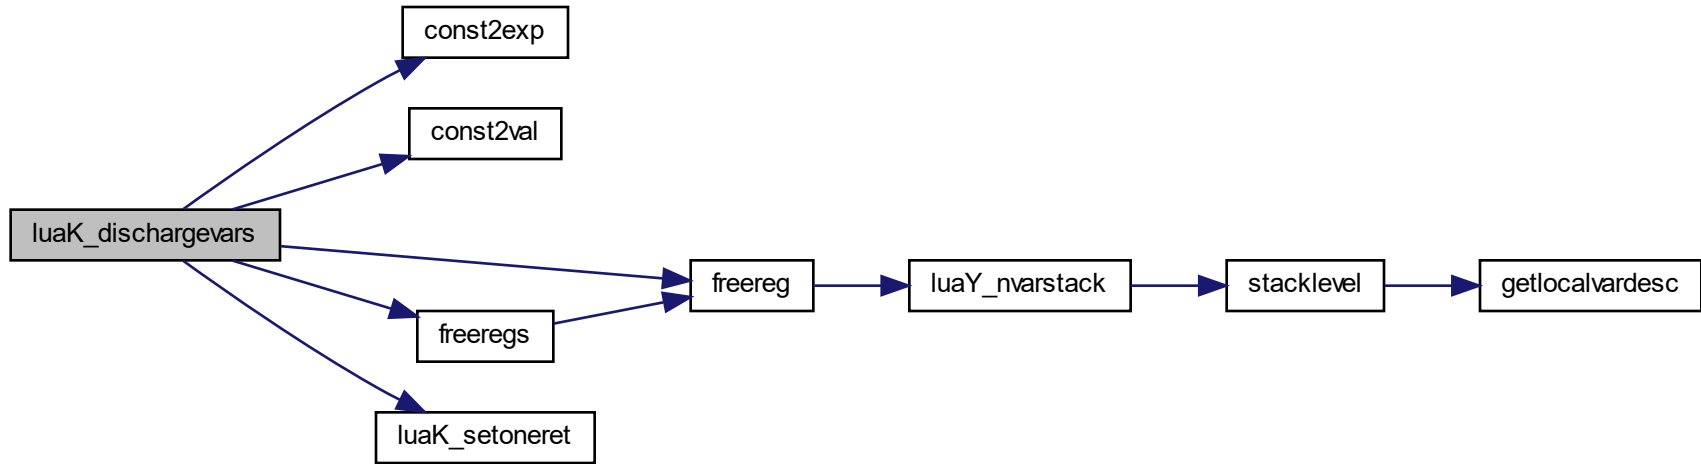 const2exp
const2val
luaK_dischargevars
freereg
luaY_nvarstack
stacklevel
getlocalvardesc
freeregs
luaK_setoneret